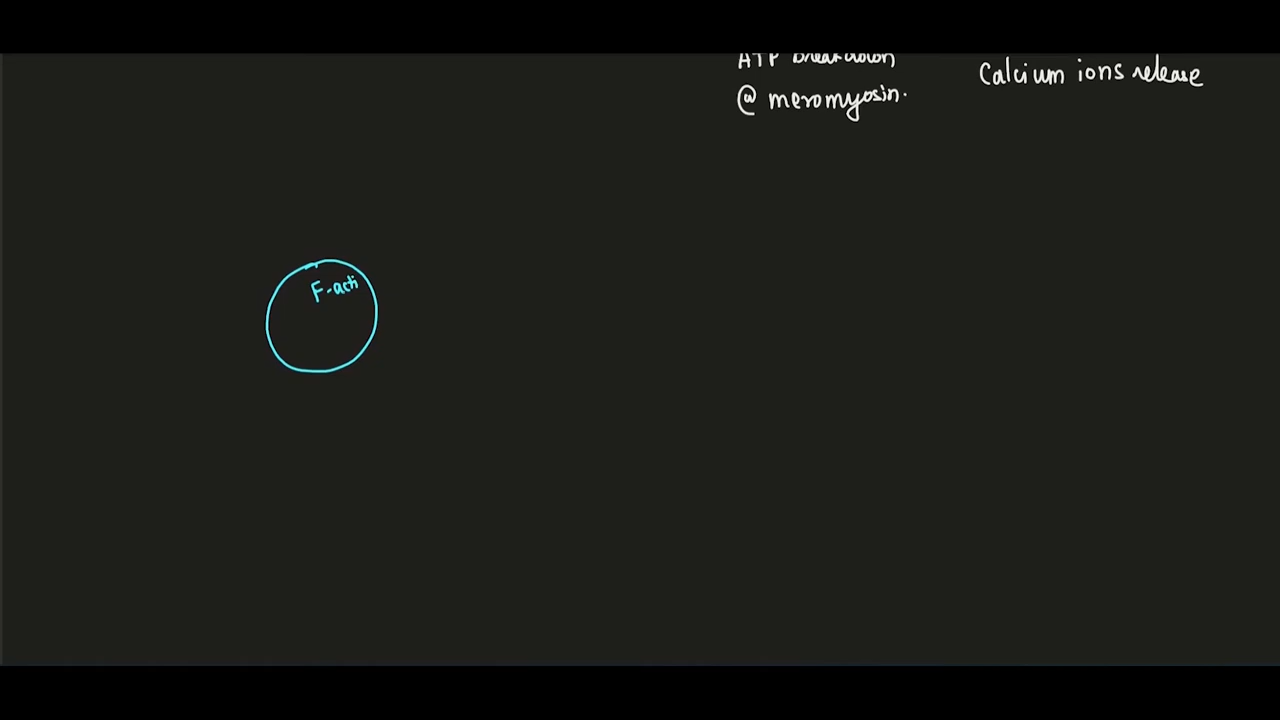 ATP breakdown
@ meromyosin.
Calcium ions release
F-acti